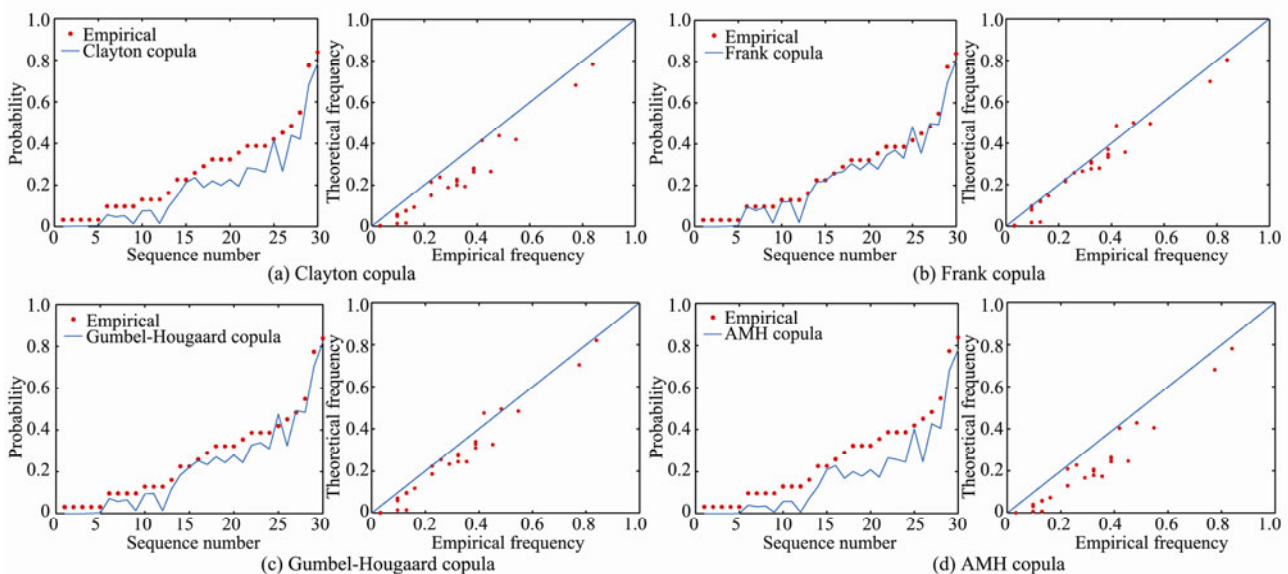 1.0
0.8
0.6
0.4
0.2
0
Probability
Empirical
Clayton copula
0 5 10 15 20 25 30
Sequence number
1.0
0.8
0.6
0.4
0.2
0
Theoretical frequency
0.2 0.4 0.6 0.8 1.0
Empirical frequency
(a) Clayton copula
1.0
0.8
0.6
0.4
0.2
0
Probability
Empirical
Frank copula
0 5 10 15 20 25 30
Sequence number
1.0
0.8
0.6
0.4
0.2
0
Theoretical frequency
0.2 0.4 0.6 0.8 1.0
Empirical frequency
(b) Frank copula
1.0
0.8
0.6
0.4
0.2
0
Probability
Empirical
Gumbel-Hougaard copula
0 5 10 15 20 25 30
Sequence number
1.0
0.8
0.6
0.4
0.2
0
Theoretical frequency
0.2 0.4 0.6 0.8 1.0
Empirical frequency
(c) Gumbel-Hougaard copula
1.0
0.8
0.6
0.4
0.2
0
Probability
Empirical
AMH copula
0 5 10 15 20 25 30
Sequence number
1.0
0.8
0.6
0.4
0.2
0
Theoretical frequency
0.2 0.4 0.6 0.8 1.0
Empirical frequency
(d) AMH copula